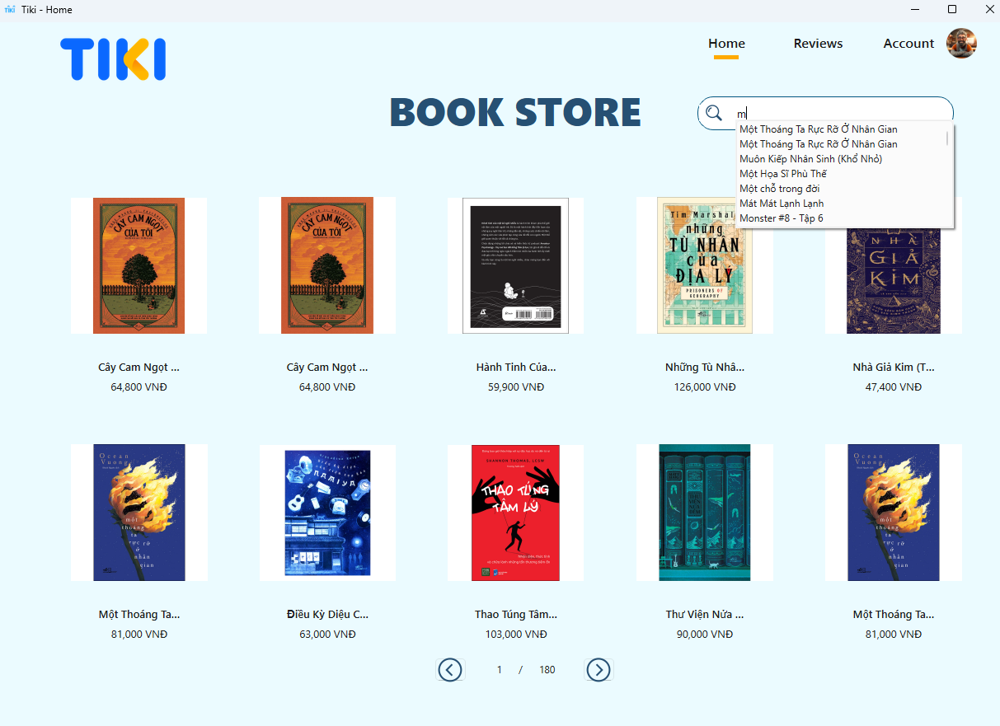 TIKI Tiki - Home
TIKI
Home Reviews Account
BOOK STORE
m
Một Thoáng Ta Rực Rỡ Ở Nhân Gian
Một Thoáng Ta Rực Rỡ Ở Nhân Gian
Muôn Kiếp Nhân Sinh (Khổ Nhỏ)
Một Họa Sĩ Phù Thế
Một chỗ trong đời
Mát Mát Lạnh Lạnh
Monster #8 - Tập 6
CÂY CAM NGỌT
CỦA TÔI
CÂY CAM NGỌT
CỦA TÔI
Tim Marshall
những
TÙ NHÂN
của
ĐỊA LÝ
PRISONERS OF
GEOGRAPHY
NHÀ
GIẢ
KIM
Cây Cam Ngọt ... Cây Cam Ngọt ... Hành Tinh Của... Những Tù Nhâ... Nhà Giả Kim (T...
64,800 VNĐ 64,800 VNĐ 59,900 VNĐ 126,000 VNĐ 47,400 VNĐ
Ocean
Vuong
một
thoáng
ta
rực rỡ
ở
nhân
gian
NAMIYA
SHANNON THOMAS, LCSW
THAO TÚNG
TÂM LÝ
THƯ
VIỆN
NỬA
ĐÊM
Ocean
Vuong
một
thoáng
ta
rực rỡ
ở
nhân
gian
Một Thoáng Ta... Điều Kỳ Diệu C... Thao Túng Tâm... Thư Viện Nửa ... Một Thoáng Ta...
81,000 VNĐ 63,000 VNĐ 103,000 VNĐ 90,000 VNĐ 81,000 VNĐ
1 / 180